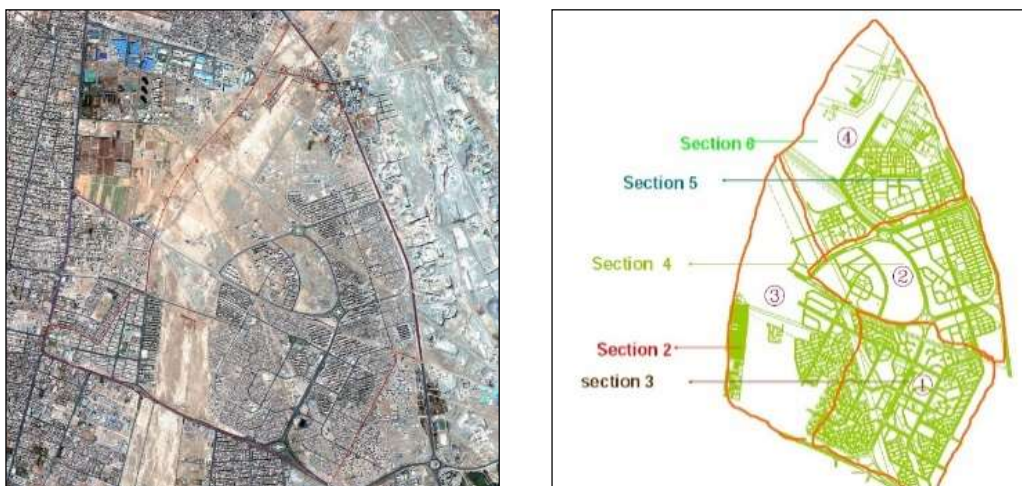 Section 6
④
Section 5
Section 4
②
③
Section 2
section 3
①